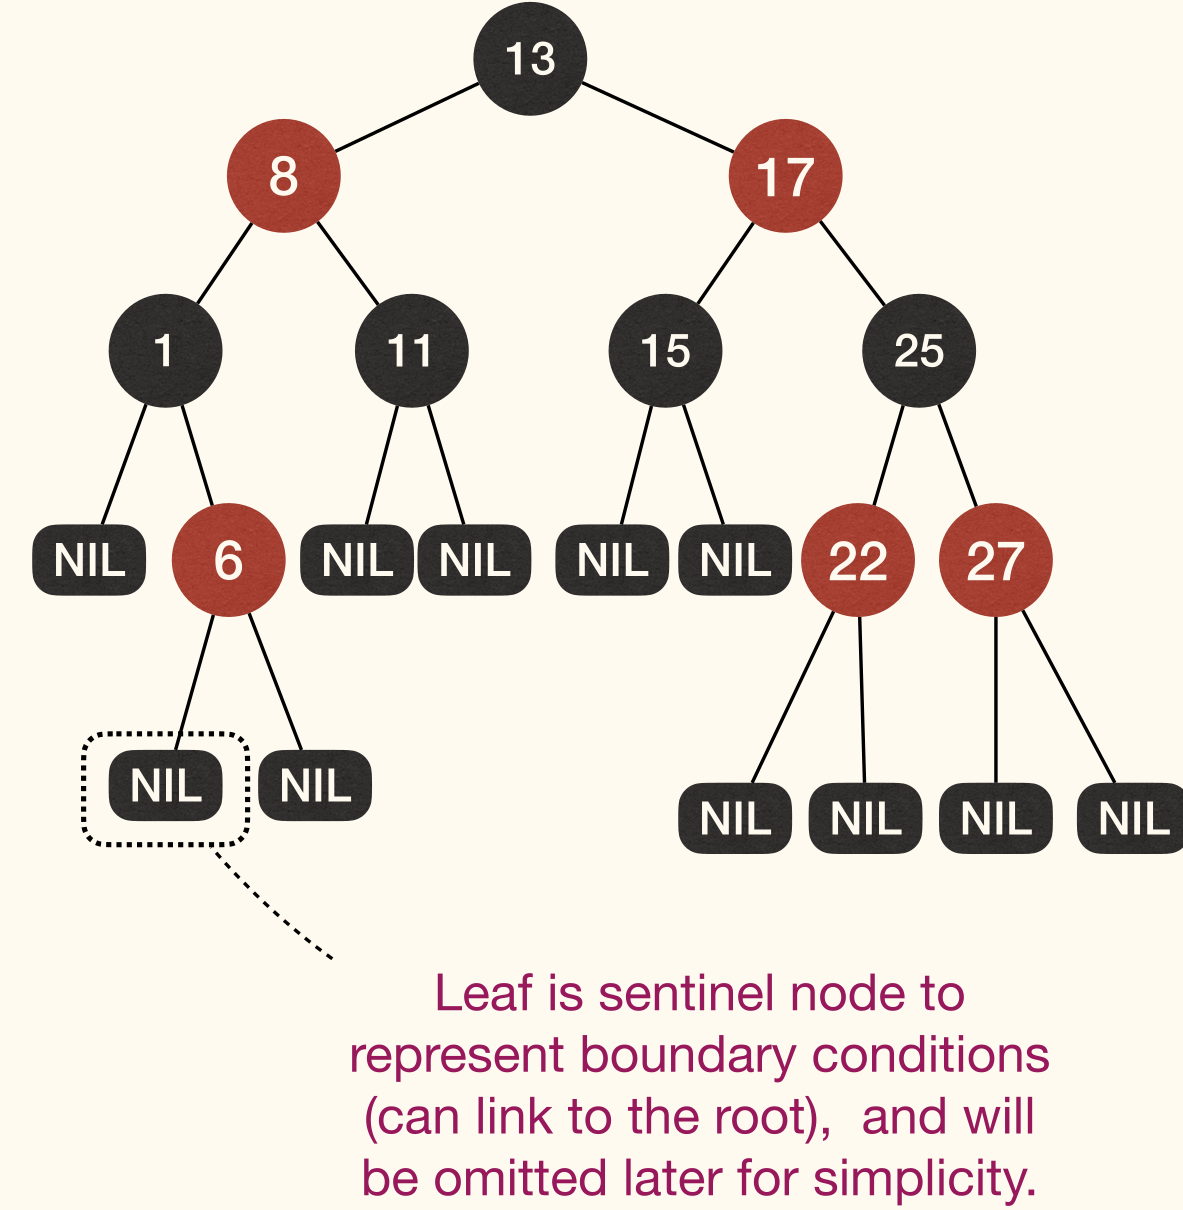 13
8 17
1 11 15 25
NIL 6 NIL NIL NIL NIL 22 27
NIL NIL NIL NIL NIL NIL
Leaf is sentinel node to
represent boundary conditions
(can link to the root),  and will
be omitted later for simplicity.